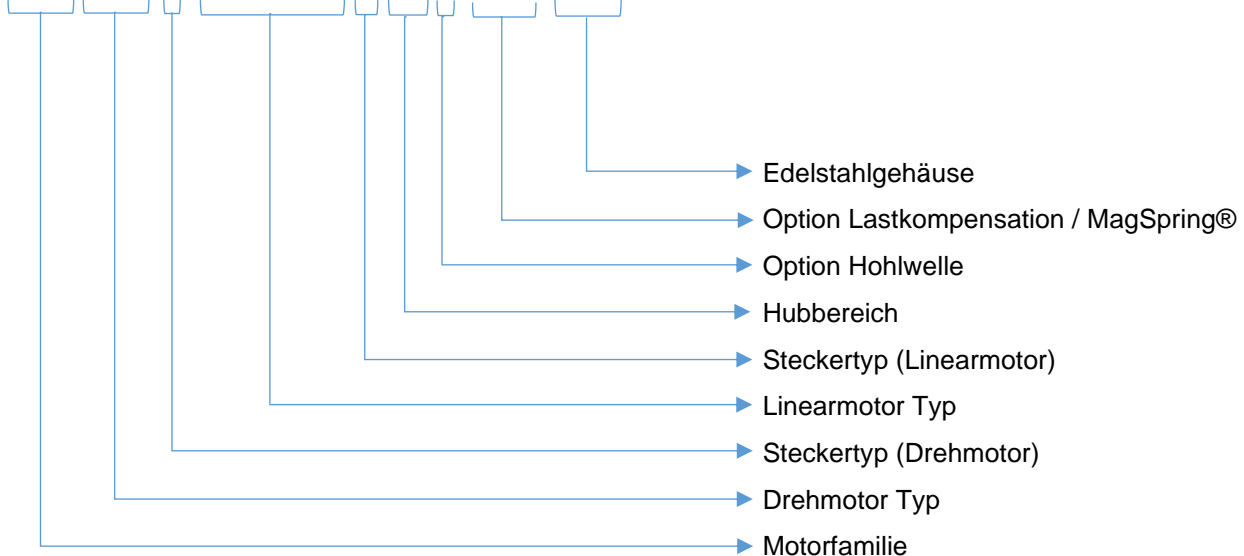 Edelstahlgehäuse
Option Lastkompensation / MagSpring®
Option Hohlwelle
Hubbereich
Steckertyp (Linearmotor)
Linearmotor Typ
Steckertyp (Drehmotor)
Drehmotor Typ
Motorfamilie